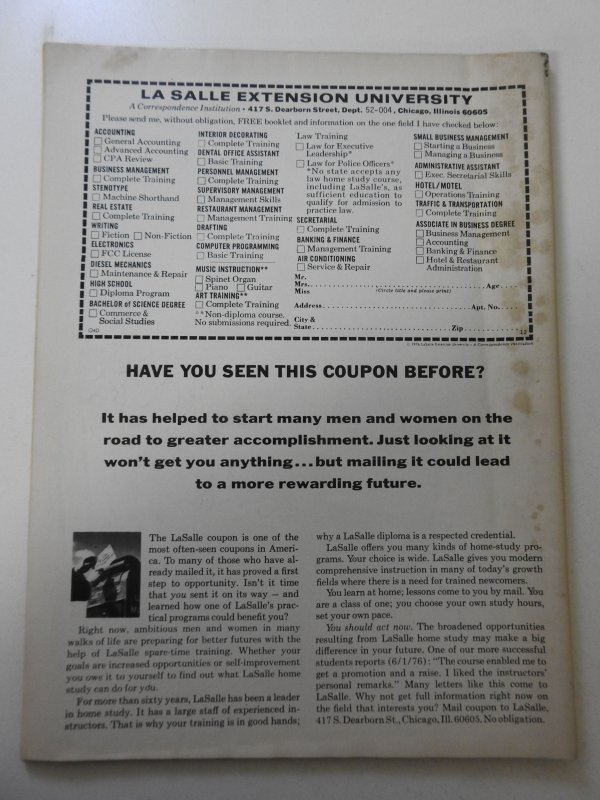 LA SALLE EXTENSION UNIVERSITY
A Correspondence Institution • 417 S. Dearborn Street, Dept. 52-004, Chicago, Illinois 60605
Please send me, without obligation, FREE booklet and information on the one field I have checked below:
ACCOUNTING
General Accounting
Advanced Accounting
CPA Review
BUSINESS MANAGEMENT
Complete Training
STENOTYPE
Machine Shorthand
REAL ESTATE
Complete Training
WRITING
Fiction Non-Fiction
ELECTRONICS
FCC License
DIESEL MECHANICS
Maintenance & Repair
HIGH SCHOOL
Diploma Program
BACHELOR of SCIENCE DEGREE
Commerce &
Social Studies
INTERIOR DECORATING
Complete Training
DENTAL OFFICE ASSISTANT
Basic Training
PERSONNEL MANAGEMENT
Complete Training
SUPERVISORY MANAGEMENT
Management Skills
RESTAURANT MANAGEMENT
Management Training
DRAFTING
Complete Training
COMPUTER PROGRAMMING
Basic Training
MUSIC INSTRUCTION**
Spinet Organ
Piano Guitar
ART TRAINING**
Complete Training
**Non-diploma course.
No submissions required.
Law Training
Law for Executive
Leadership*
Law for Police Officers*
*No state accepts any
law home study course,
including LaSalle's, as
sufficient education to
qualify for admission to
practice law.
SECRETARIAL
Complete Training
BANKING & FINANCE
Management Training
AIR CONDITIONING
Service & Repair
SMALL BUSINESS MANAGEMENT
Starting a Business
Managing a Business
ADMINISTRATIVE ASSISTANT
Exec. Secretarial Skills
HOTEL/MOTEL
Operations Training
TRAFFIC & TRANSPORTATION
Complete Training
ASSOCIATE IN BUSINESS DEGREE
Business Management
Accounting
Banking & Finance
Hotel & Restaurant
Administration
Mr.
Mrs. Age
Miss (Circle title and please print)
Address Apt. No.
City &
State Zip
HAVE YOU SEEN THIS COUPON BEFORE?
It has helped to start many men and women on the
road to greater accomplishment. Just looking at it
won't get you anything...but mailing it could lead
to a more rewarding future.
The LaSalle coupon is one of the
most often-seen coupons in Ameri-
ca. To many of those who have al-
ready mailed it, it has proved a first
step to opportunity. Isn't it time
that you sent it on its way — and
learned how one of LaSalle's prac-
tical programs could benefit you?
Right now, ambitious men and women in many
walks of life are preparing for better futures with the
help of LaSalle spare-time training. Whether your
goals are increased opportunities or self-improvement
you owe it to yourself to find out what LaSalle home
study can do for you.
For more than sixty years, LaSalle has been a leader
in home study. It has a large staff of experienced in-
structors. That is why your training is in good hands;
why a LaSalle diploma is a respected credential.
LaSalle offers you many kinds of home-study pro-
grams. Your choice is wide. LaSalle gives you modern
comprehensive instruction in many of today's growth
fields where there is a need for trained newcomers.
You learn at home; lessons come to you by mail. You
are a class of one; you choose your own study hours,
set your own pace.
You should act now. The broadened opportunities
resulting from LaSalle home study may make a big
difference in your future. One of our more successful
students reports (6/1/76): "The course enabled me to
get a promotion and a raise. I liked the instructors'
personal remarks." Many letters like this come to
LaSalle. Why not get full information right now on
the field that interests you? Mail coupon to LaSalle,
417 S. Dearborn St., Chicago, Ill. 60605. No obligation.